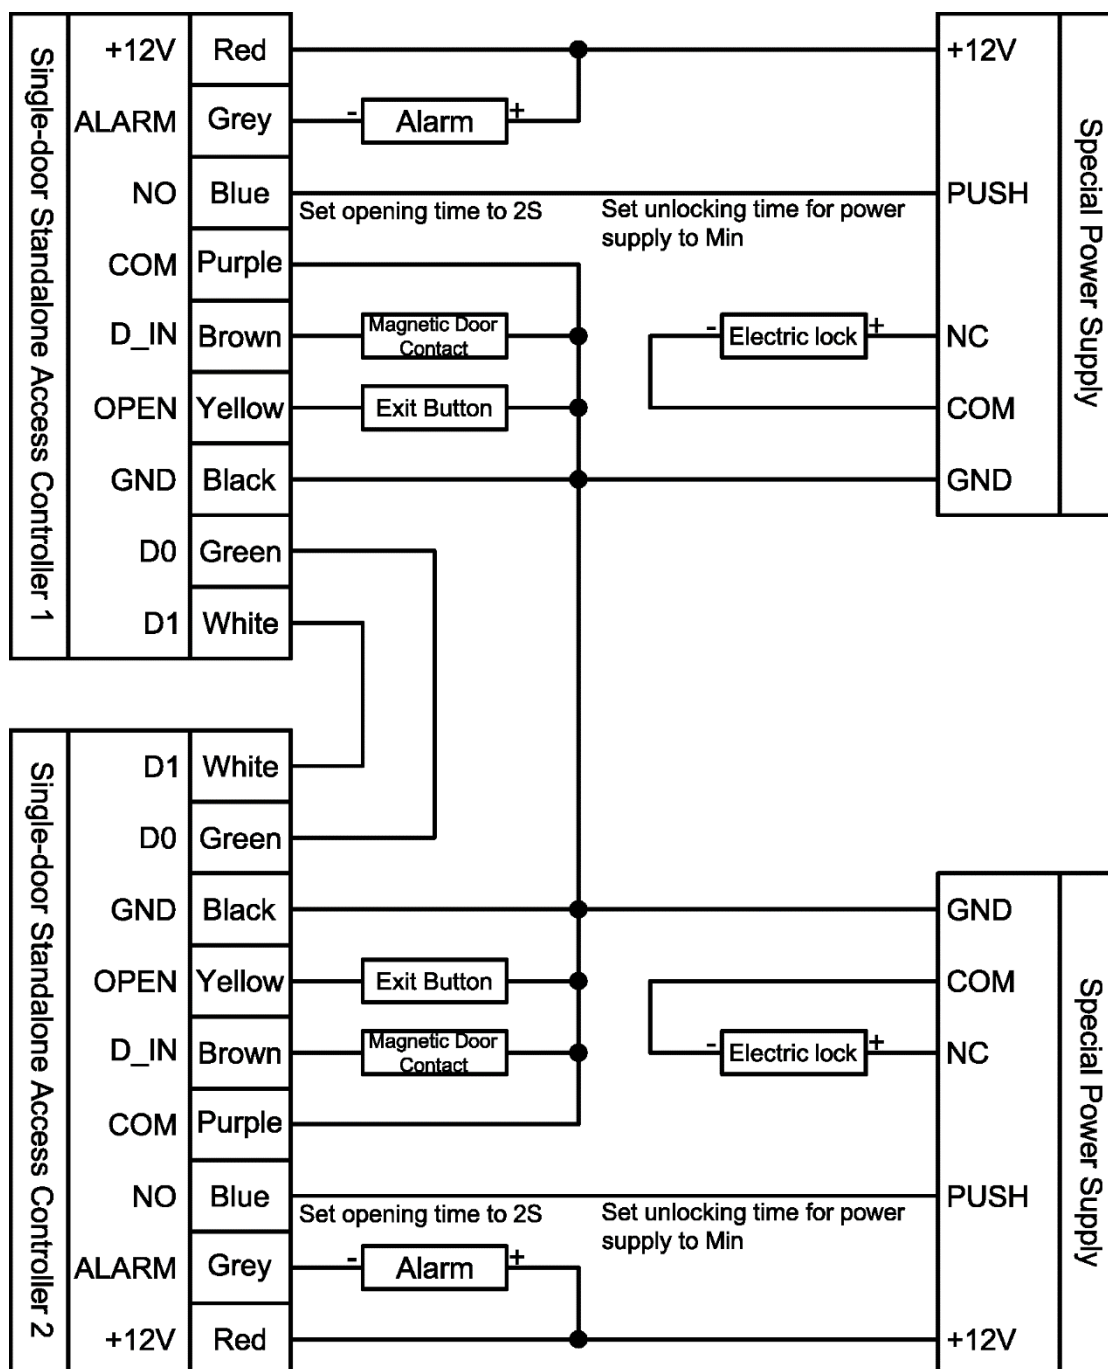 Single-door Standalone Access Controller 1
+12V Red
ALARM Grey - Alarm +
NO Blue
Set opening time to 2S
COM Purple
D_IN Brown
Magnetic Door
Contact
OPEN Yellow Exit Button
GND Black
D0 Green
D1 White
Special Power Supply
+12V
PUSH
Set unlocking time for power
supply to Min
- Electric lock + NC
COM
GND
Single-door Standalone Access Controller 2
D1 White
D0 Green
GND Black
OPEN Yellow Exit Button
D_IN Brown
Magnetic Door
Contact
COM Purple
NO Blue
Set opening time to 2S
ALARM Grey - Alarm +
+12V Red
Special Power Supply
GND
COM
- Electric lock + NC
PUSH
Set unlocking time for power
supply to Min
+12V